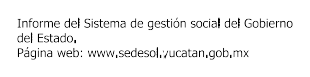 Informe del Sistema de gestión social del Gobierno
del Estado,
Página web: www,sedesol,yucatan,gob,mx